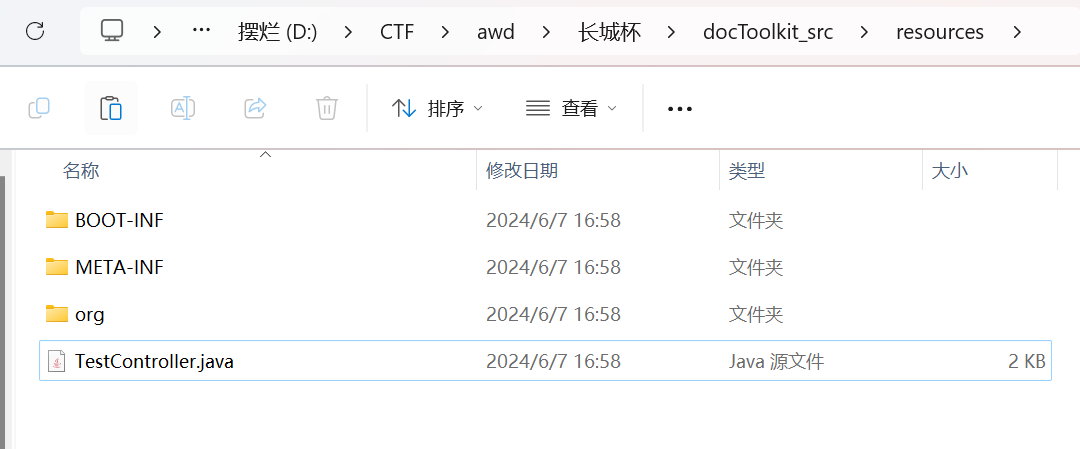 摆烂 (D:) CTF awd 长城杯 docToolkit_src resources
排序 查看
名称 修改日期 类型 大小
BOOT-INF 2024/6/7 16:58 文件夹
META-INF 2024/6/7 16:58 文件夹
org 2024/6/7 16:58 文件夹
TestController.java 2024/6/7 16:58 Java 源文件 2 KB